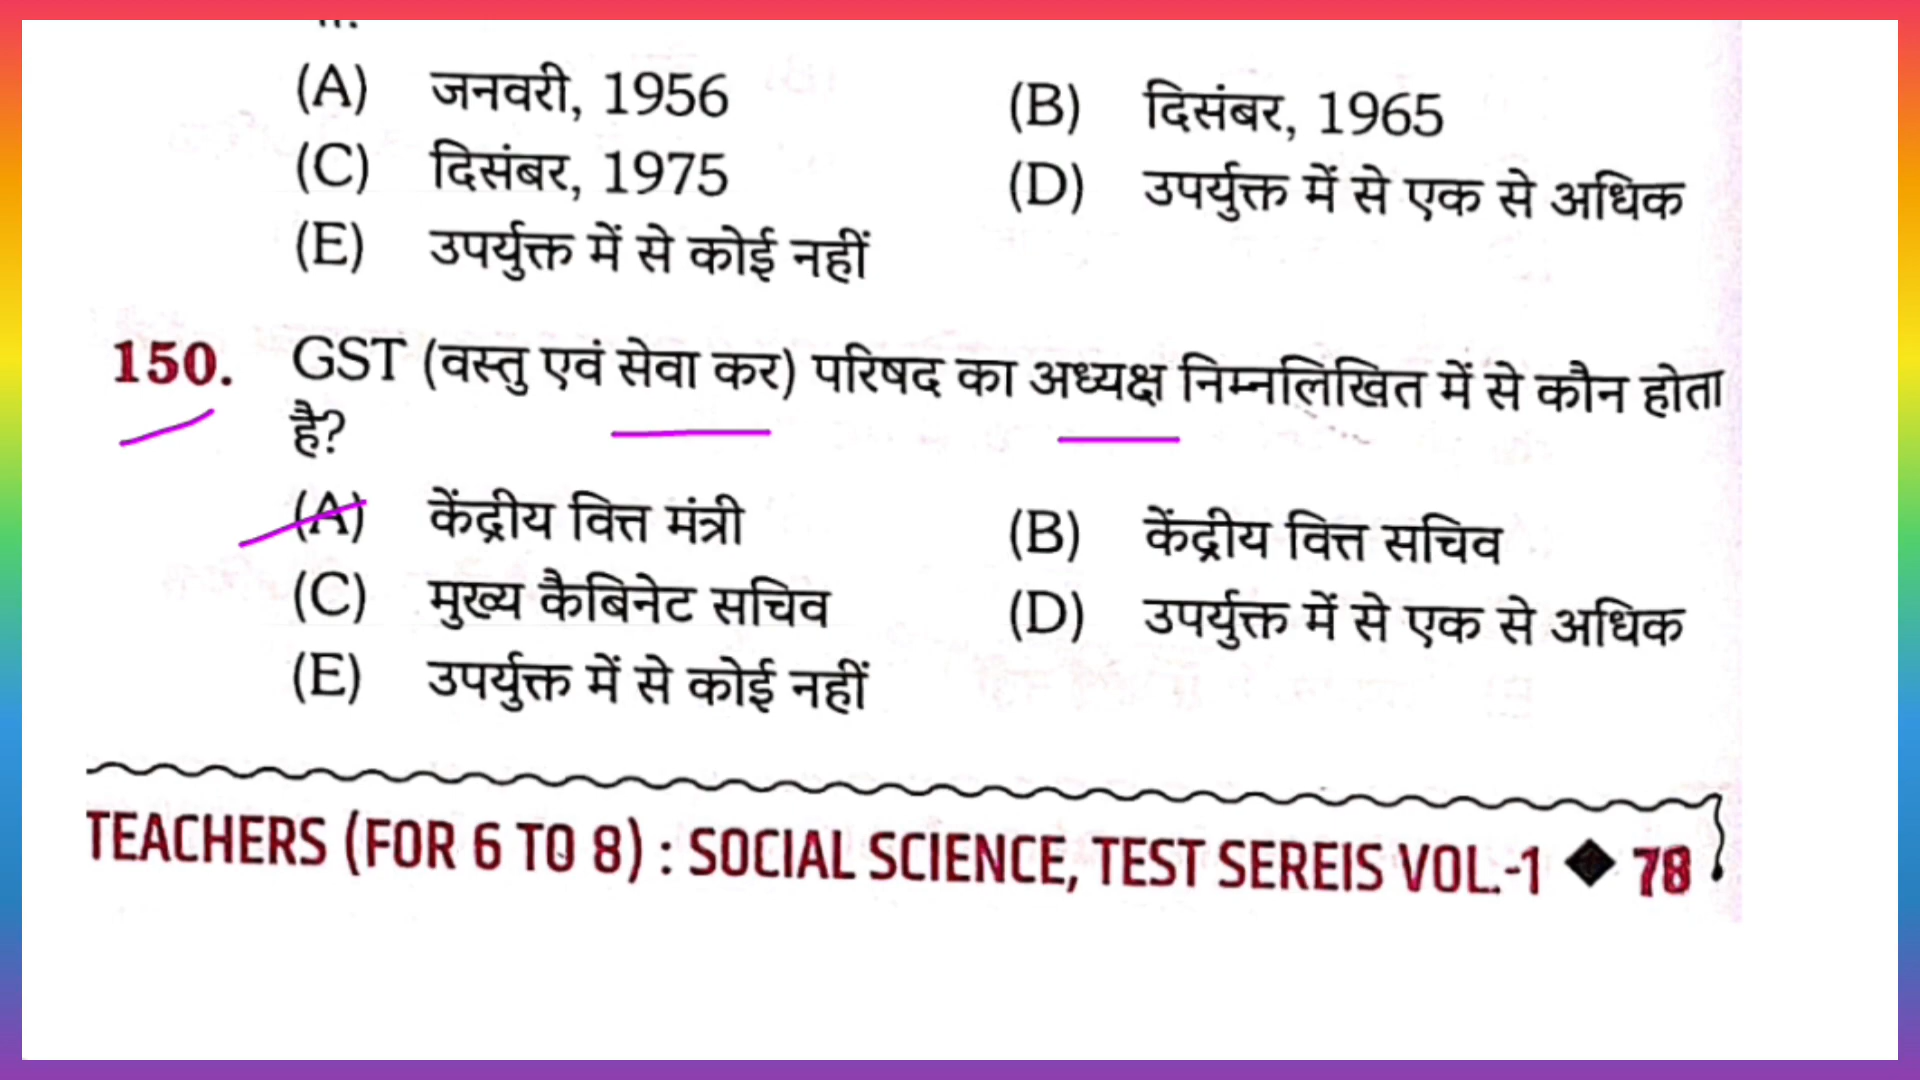 (A) जनवरी, 1956 (B) दिसंबर, 1965
(C) दिसंबर, 1975 (D) उपर्युक्त में से एक से अधिक
(E) उपर्युक्त में से कोई नहीं
150. GST (वस्तु एवं सेवा कर) परिषद का अध्यक्ष निम्नलिखित में से कौन होता
है?
(A) केंद्रीय वित्त मंत्री (B) केंद्रीय वित्त सचिव
(C) मुख्य कैबिनेट सचिव (D) उपर्युक्त में से एक से अधिक
(E) उपर्युक्त में से कोई नहीं
TEACHERS (FOR 6 TO 8) : SOCIAL SCIENCE, TEST SEREIS VOL.-1 ◆ 78